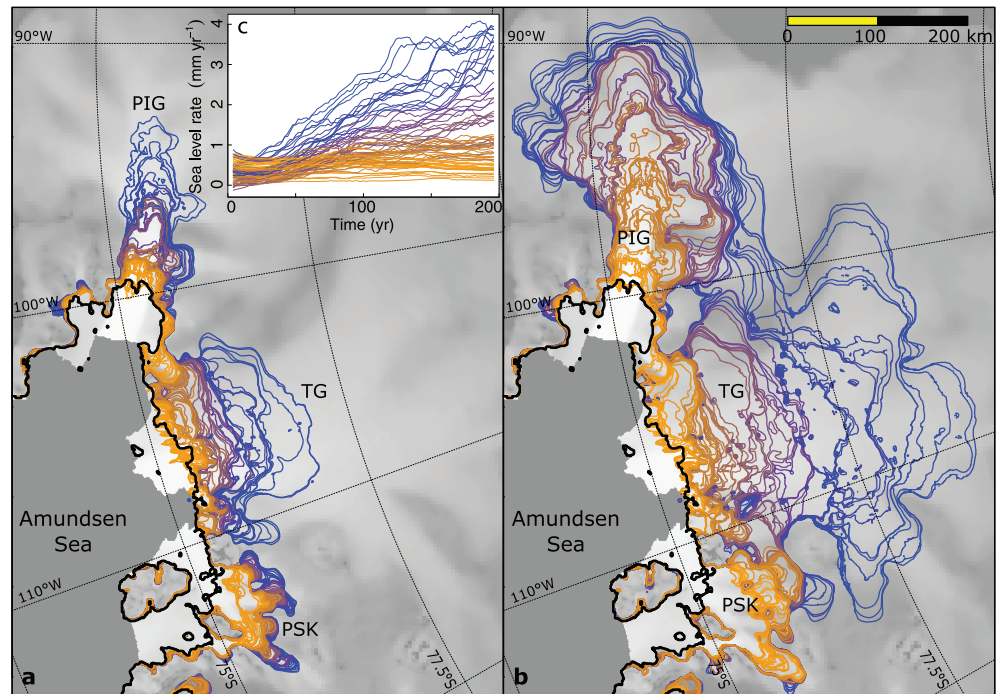 90°W
PIG
100°W
TG
Amundsen
Sea
110°W
PSK
75°S
77.5°S
a
c
Sea level rate (mm yr⁻¹)
4
3
2
1
0
0
100
200
Time (yr)
90°W
0
100
200 km
PIG
100°W
TG
Amundsen
Sea
110°W
PSK
75°S
77.5°S
b